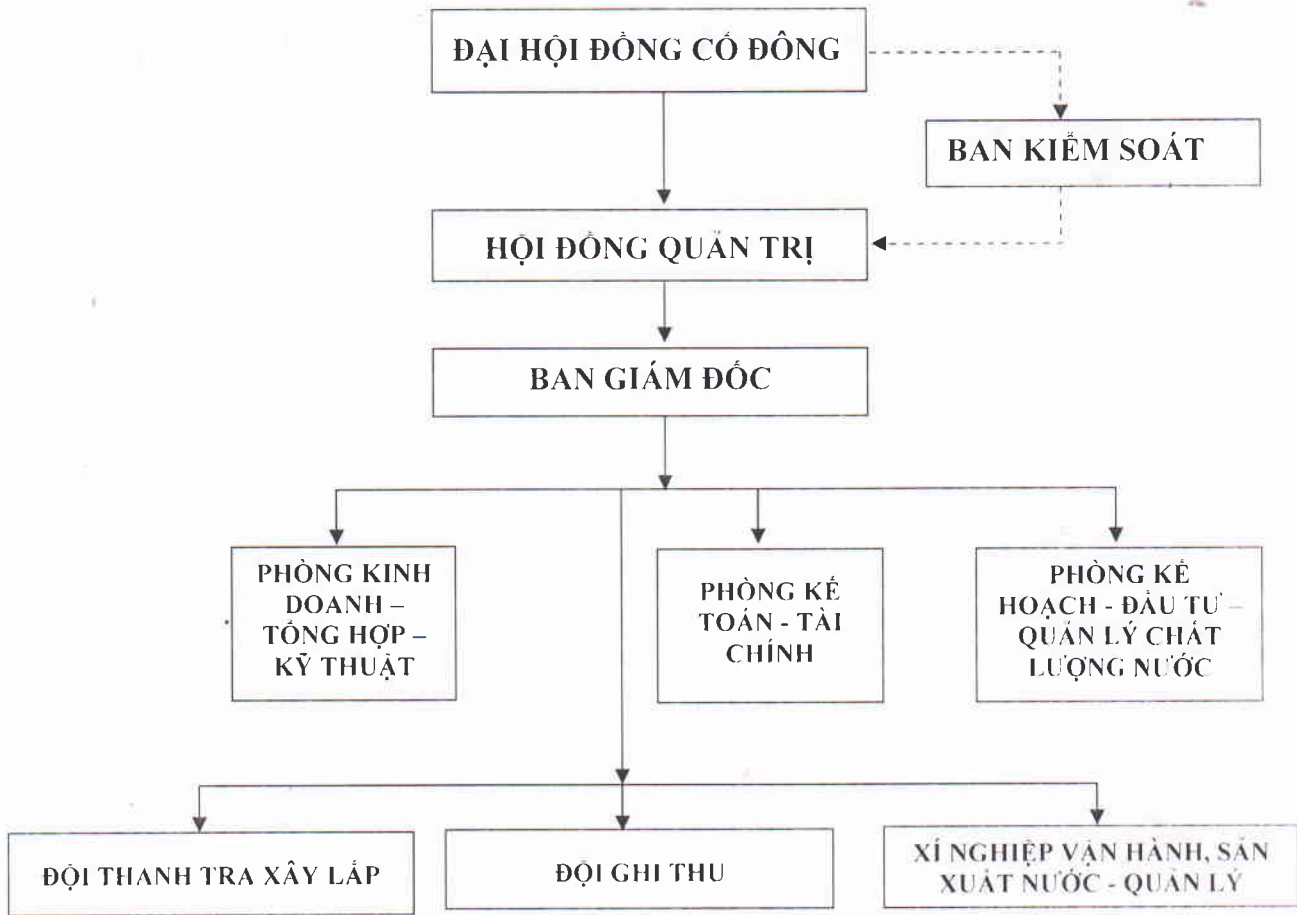 ĐẠI HỘI ĐỒNG CỔ ĐÔNG
BAN KIỂM SOÁT
HỘI ĐỒNG QUẢN TRỊ
BAN GIÁM ĐỐC
PHÒNG KINH
DOANH –
TỔNG HỢP –
KỸ THUẬT
PHÒNG KẾ
TOÁN - TÀI
CHÍNH
PHÒNG KẾ
HOẠCH - ĐẦU TƯ –
QUẢN LÝ CHẤT
LƯỢNG NƯỚC
ĐỘI THANH TRA XÂY LẮP
ĐỘI GHI THU
XÍ NGHIỆP VẬN HÀNH, SẢN
XUẤT NƯỚC - QUẢN LÝ